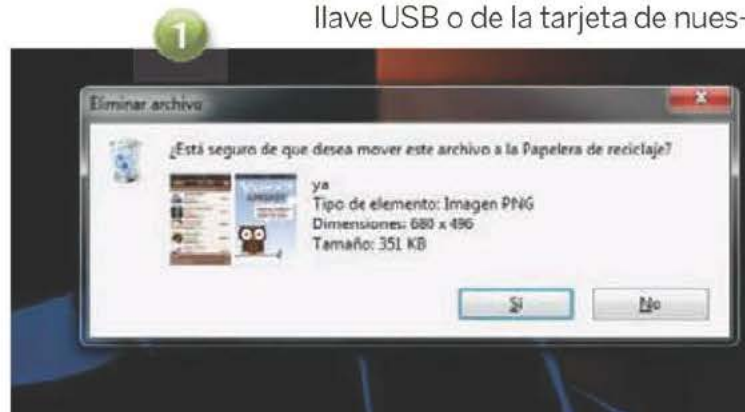 llave USB o de la tarjeta de nues-
1
Eliminar archivo
¿Está seguro de que desea mover este archivo a la Papelera de reciclaje?
ya
Tipo de elemento: Imagen PNG
Dimensiones: 680 x 496
Tamaño: 351 KB
Sí
No